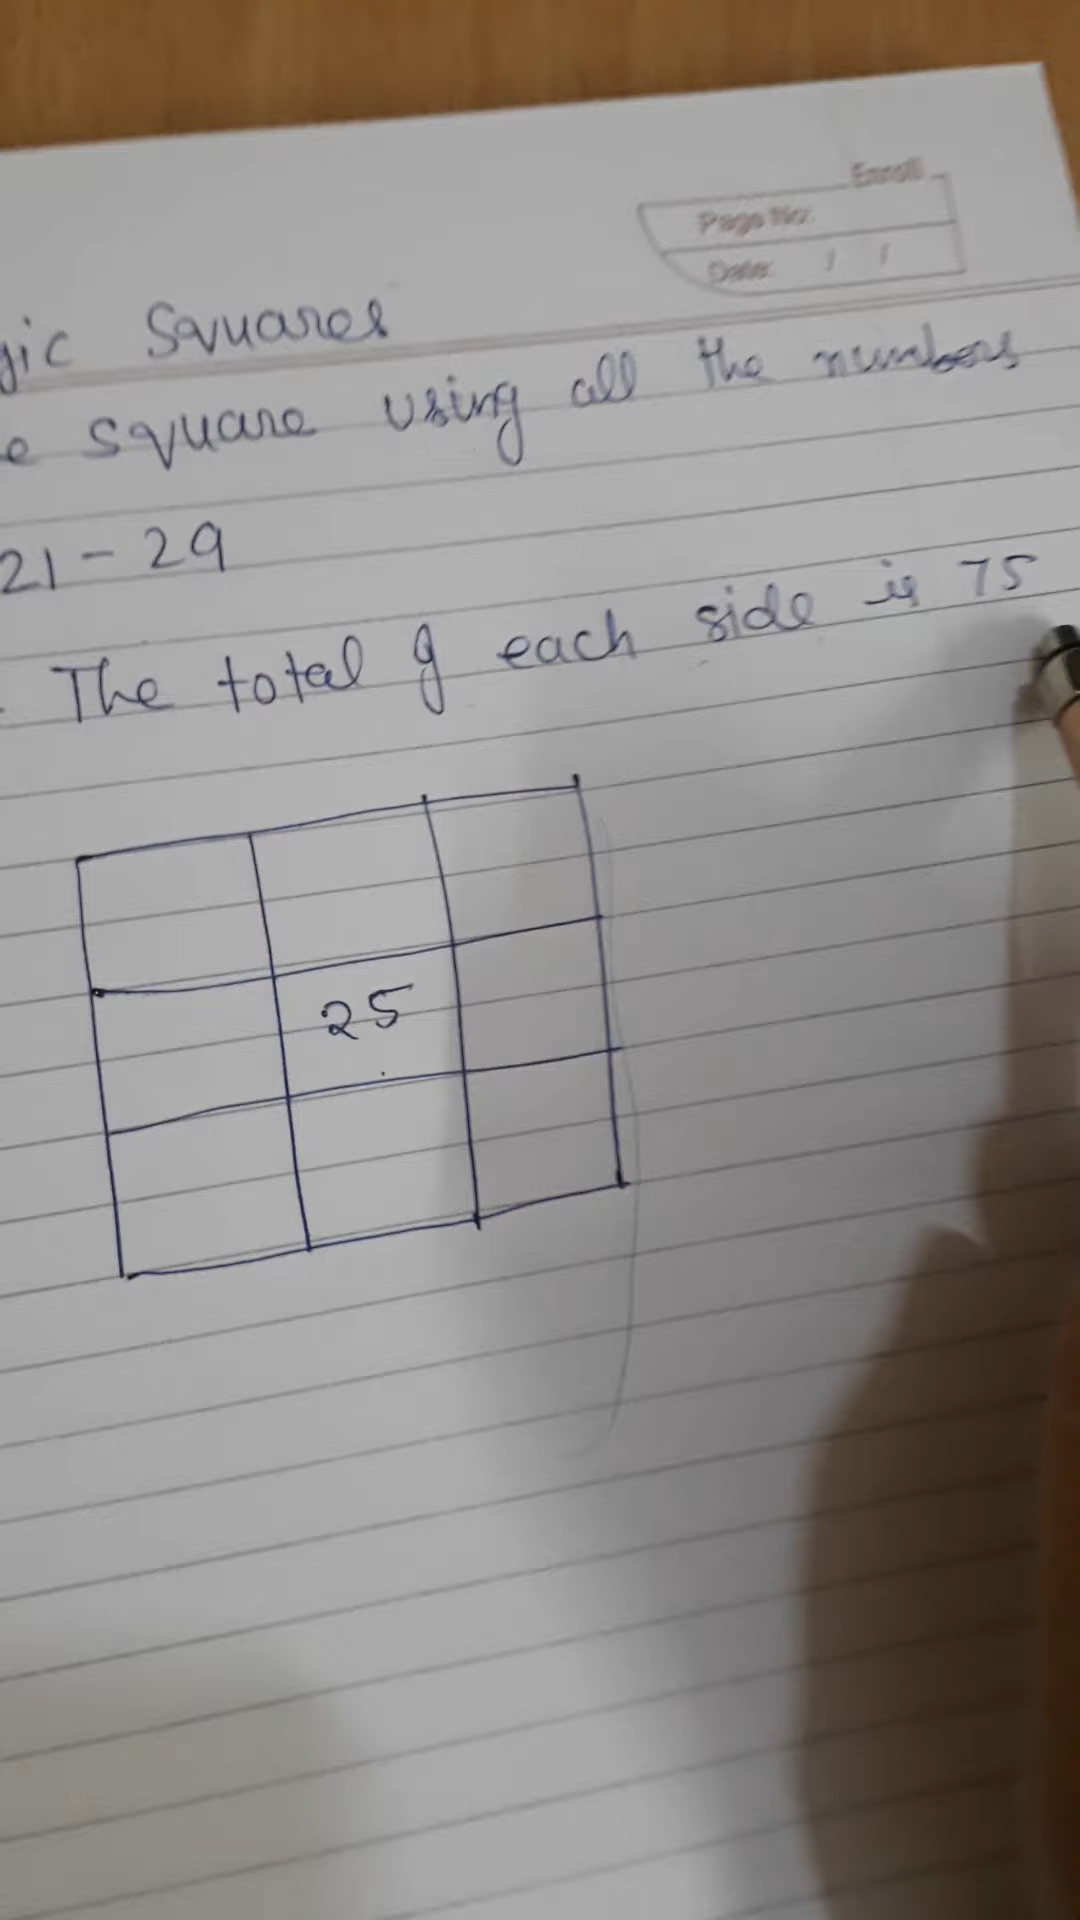 Enroll
Page No:
Date: / /
gic Squares
e square using all the numbers
21 - 29
The total of each side is 75
25